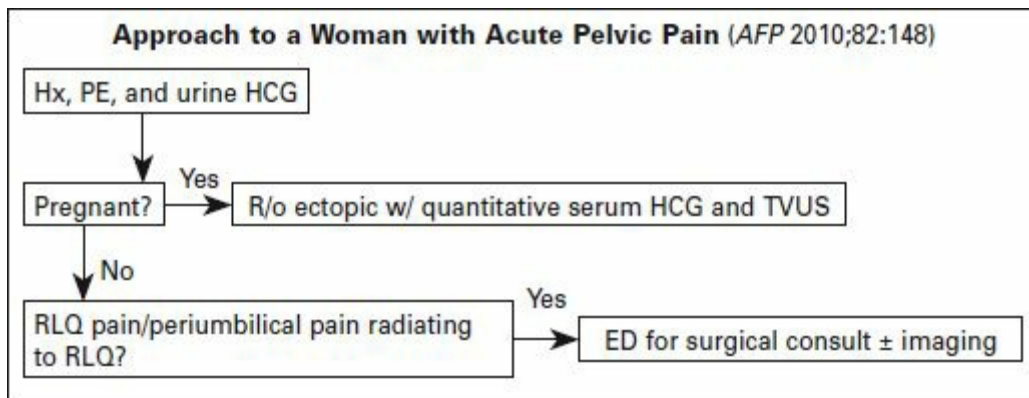 Approach to a Woman with Acute Pelvic Pain (AFP 2010;82:148)
Hx, PE, and urine HCG
Pregnant?
Yes
R/o ectopic w/ quantitative serum HCG and TVUS
No
RLQ pain/periumbilical pain radiating
to RLQ?
Yes
ED for surgical consult ± imaging